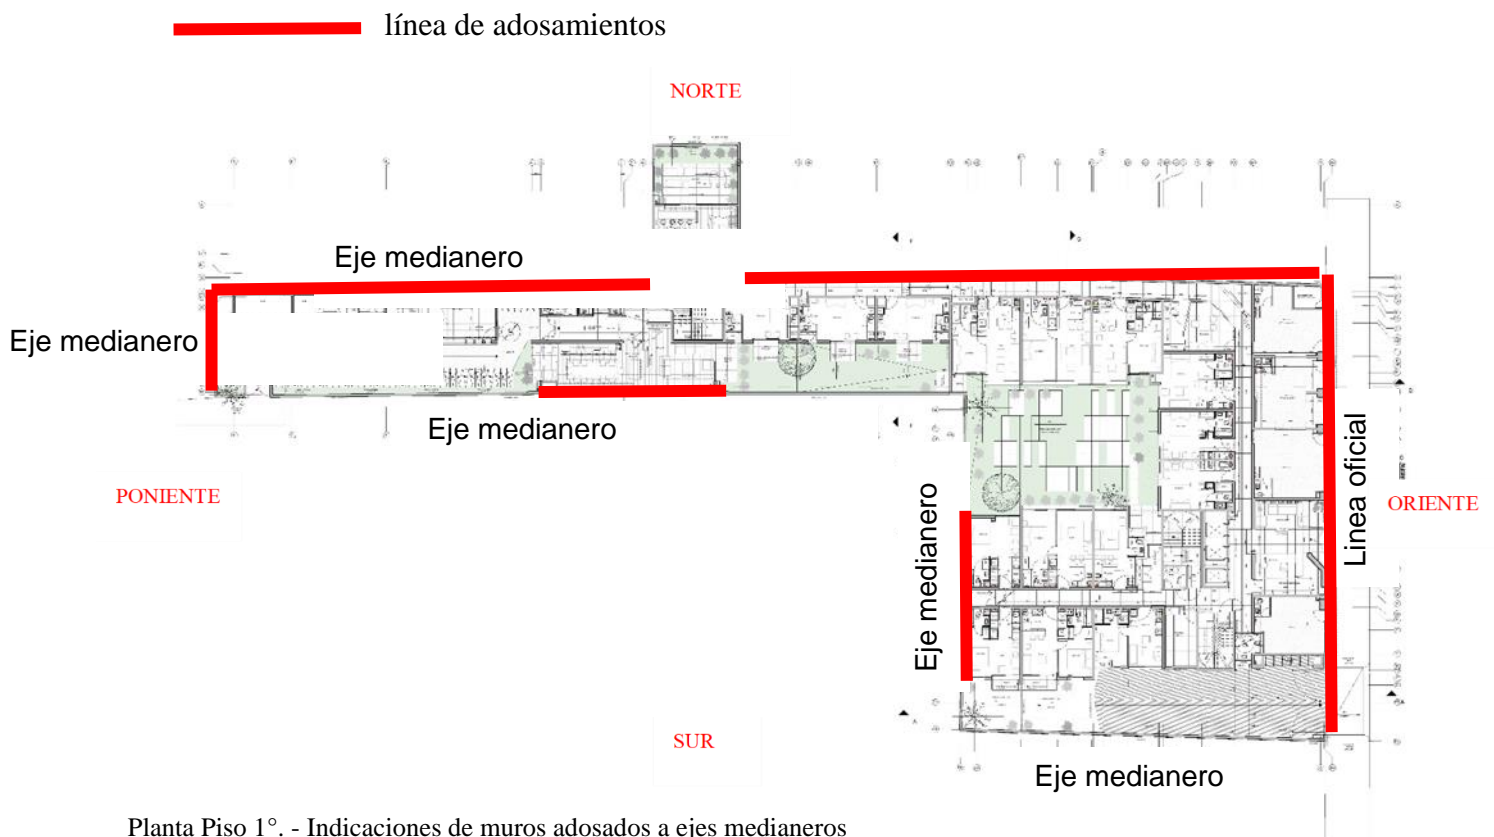 línea de adosamientos
NORTE
Eje medianero
Eje medianero
Eje medianero
PONIENTE
Eje medianero
Linea oficial
ORIENTE
SUR
Eje medianero
Planta Piso 1°. - Indicaciones de muros adosados a ejes medianeros